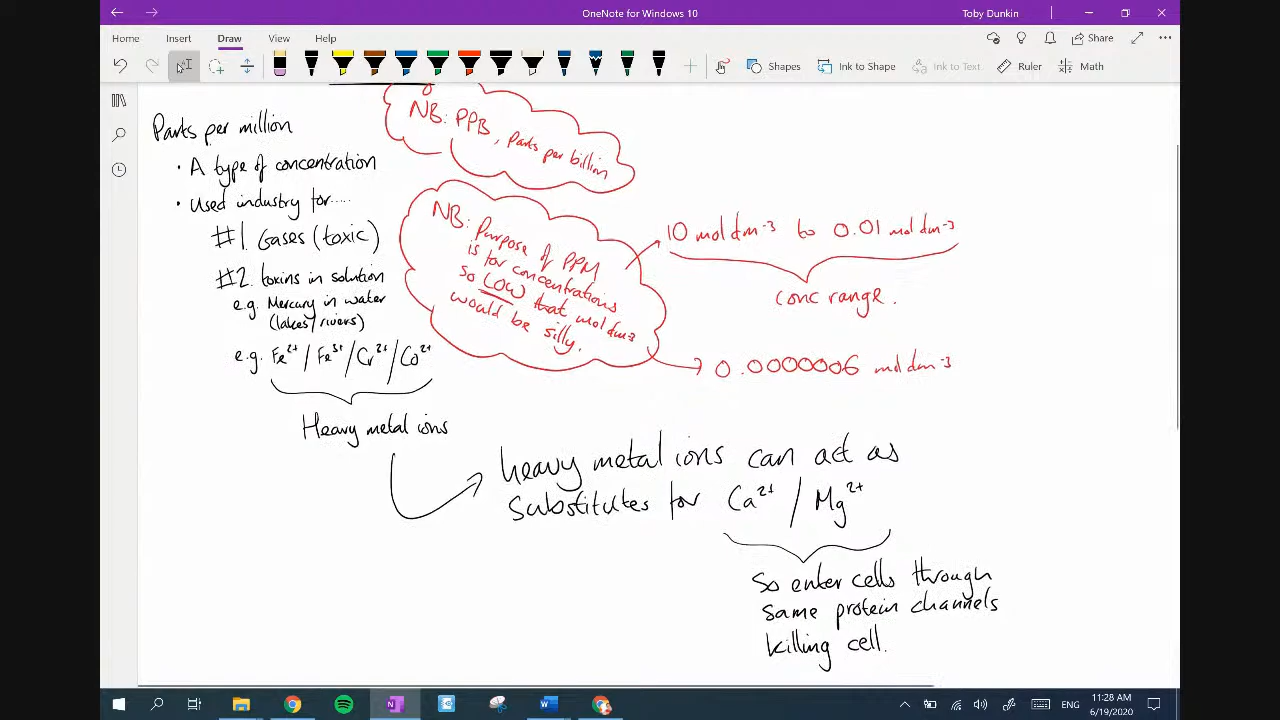 OneNote for Windows 10
Toby Dunkin
Home Insert Draw View Help
Share
Shapes Ink to Shape Ink to Text Ruler Math
NB: PPB, parts per billion
Parts per million
• A type of concentration
• Used industry for.....
#1. Gases (toxic)
#2. toxins in solution
e.g. Mercury in water
(lakes/rivers)
e.g. Fe²⁺/Fe³⁺/Cr²⁺/Co²⁺
Heavy metal ions
NB: Purpose of PPM
is for concentrations
so LOW that mol dm⁻³
would be silly.
10 mol dm⁻³ to 0.01 mol dm⁻³
conc range.
0.0000006 mol dm⁻³
heavy metal ions can act as
substitutes for Ca²⁺ / Mg²⁺
so enter cells through
same protein channels
killing cell.
ENG
11:28 AM
6/19/2020